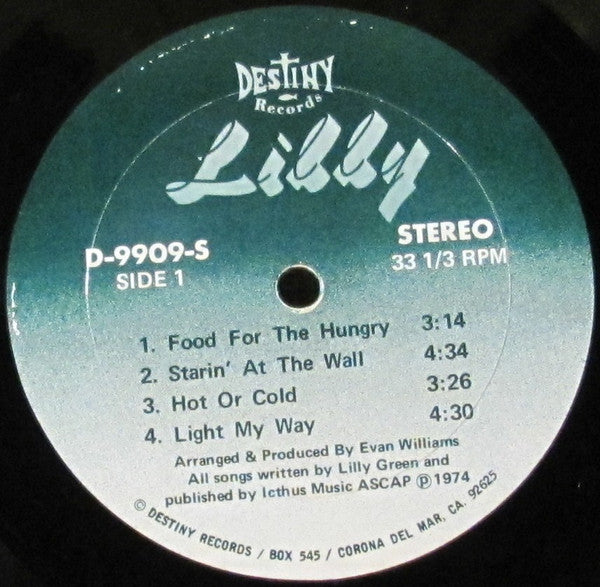 DESTINY
Records
Lilly
D-9909-S
SIDE 1
STEREO
33 1/3 RPM
1. Food For The Hungry 3:14
2. Starin' At The Wall 4:34
3. Hot Or Cold 3:26
4. Light My Way 4:30
Arranged & Produced By Evan Williams
All songs written by Lilly Green and
published by Icthus Music ASCAP ℗ 1974
© DESTINY RECORDS / BOX 545 / CORONA DEL MAR, CA. 92625